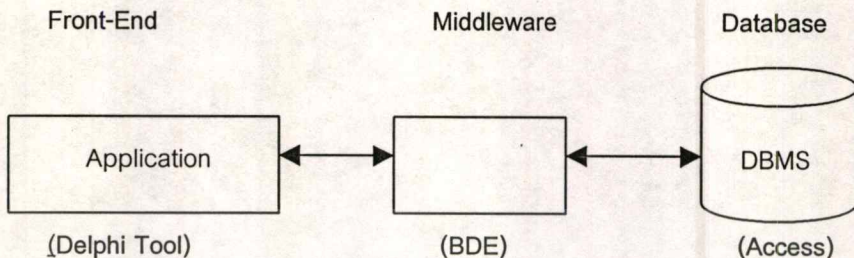 Front-End Middleware Database
Application DBMS
(Delphi Tool) (BDE) (Access)